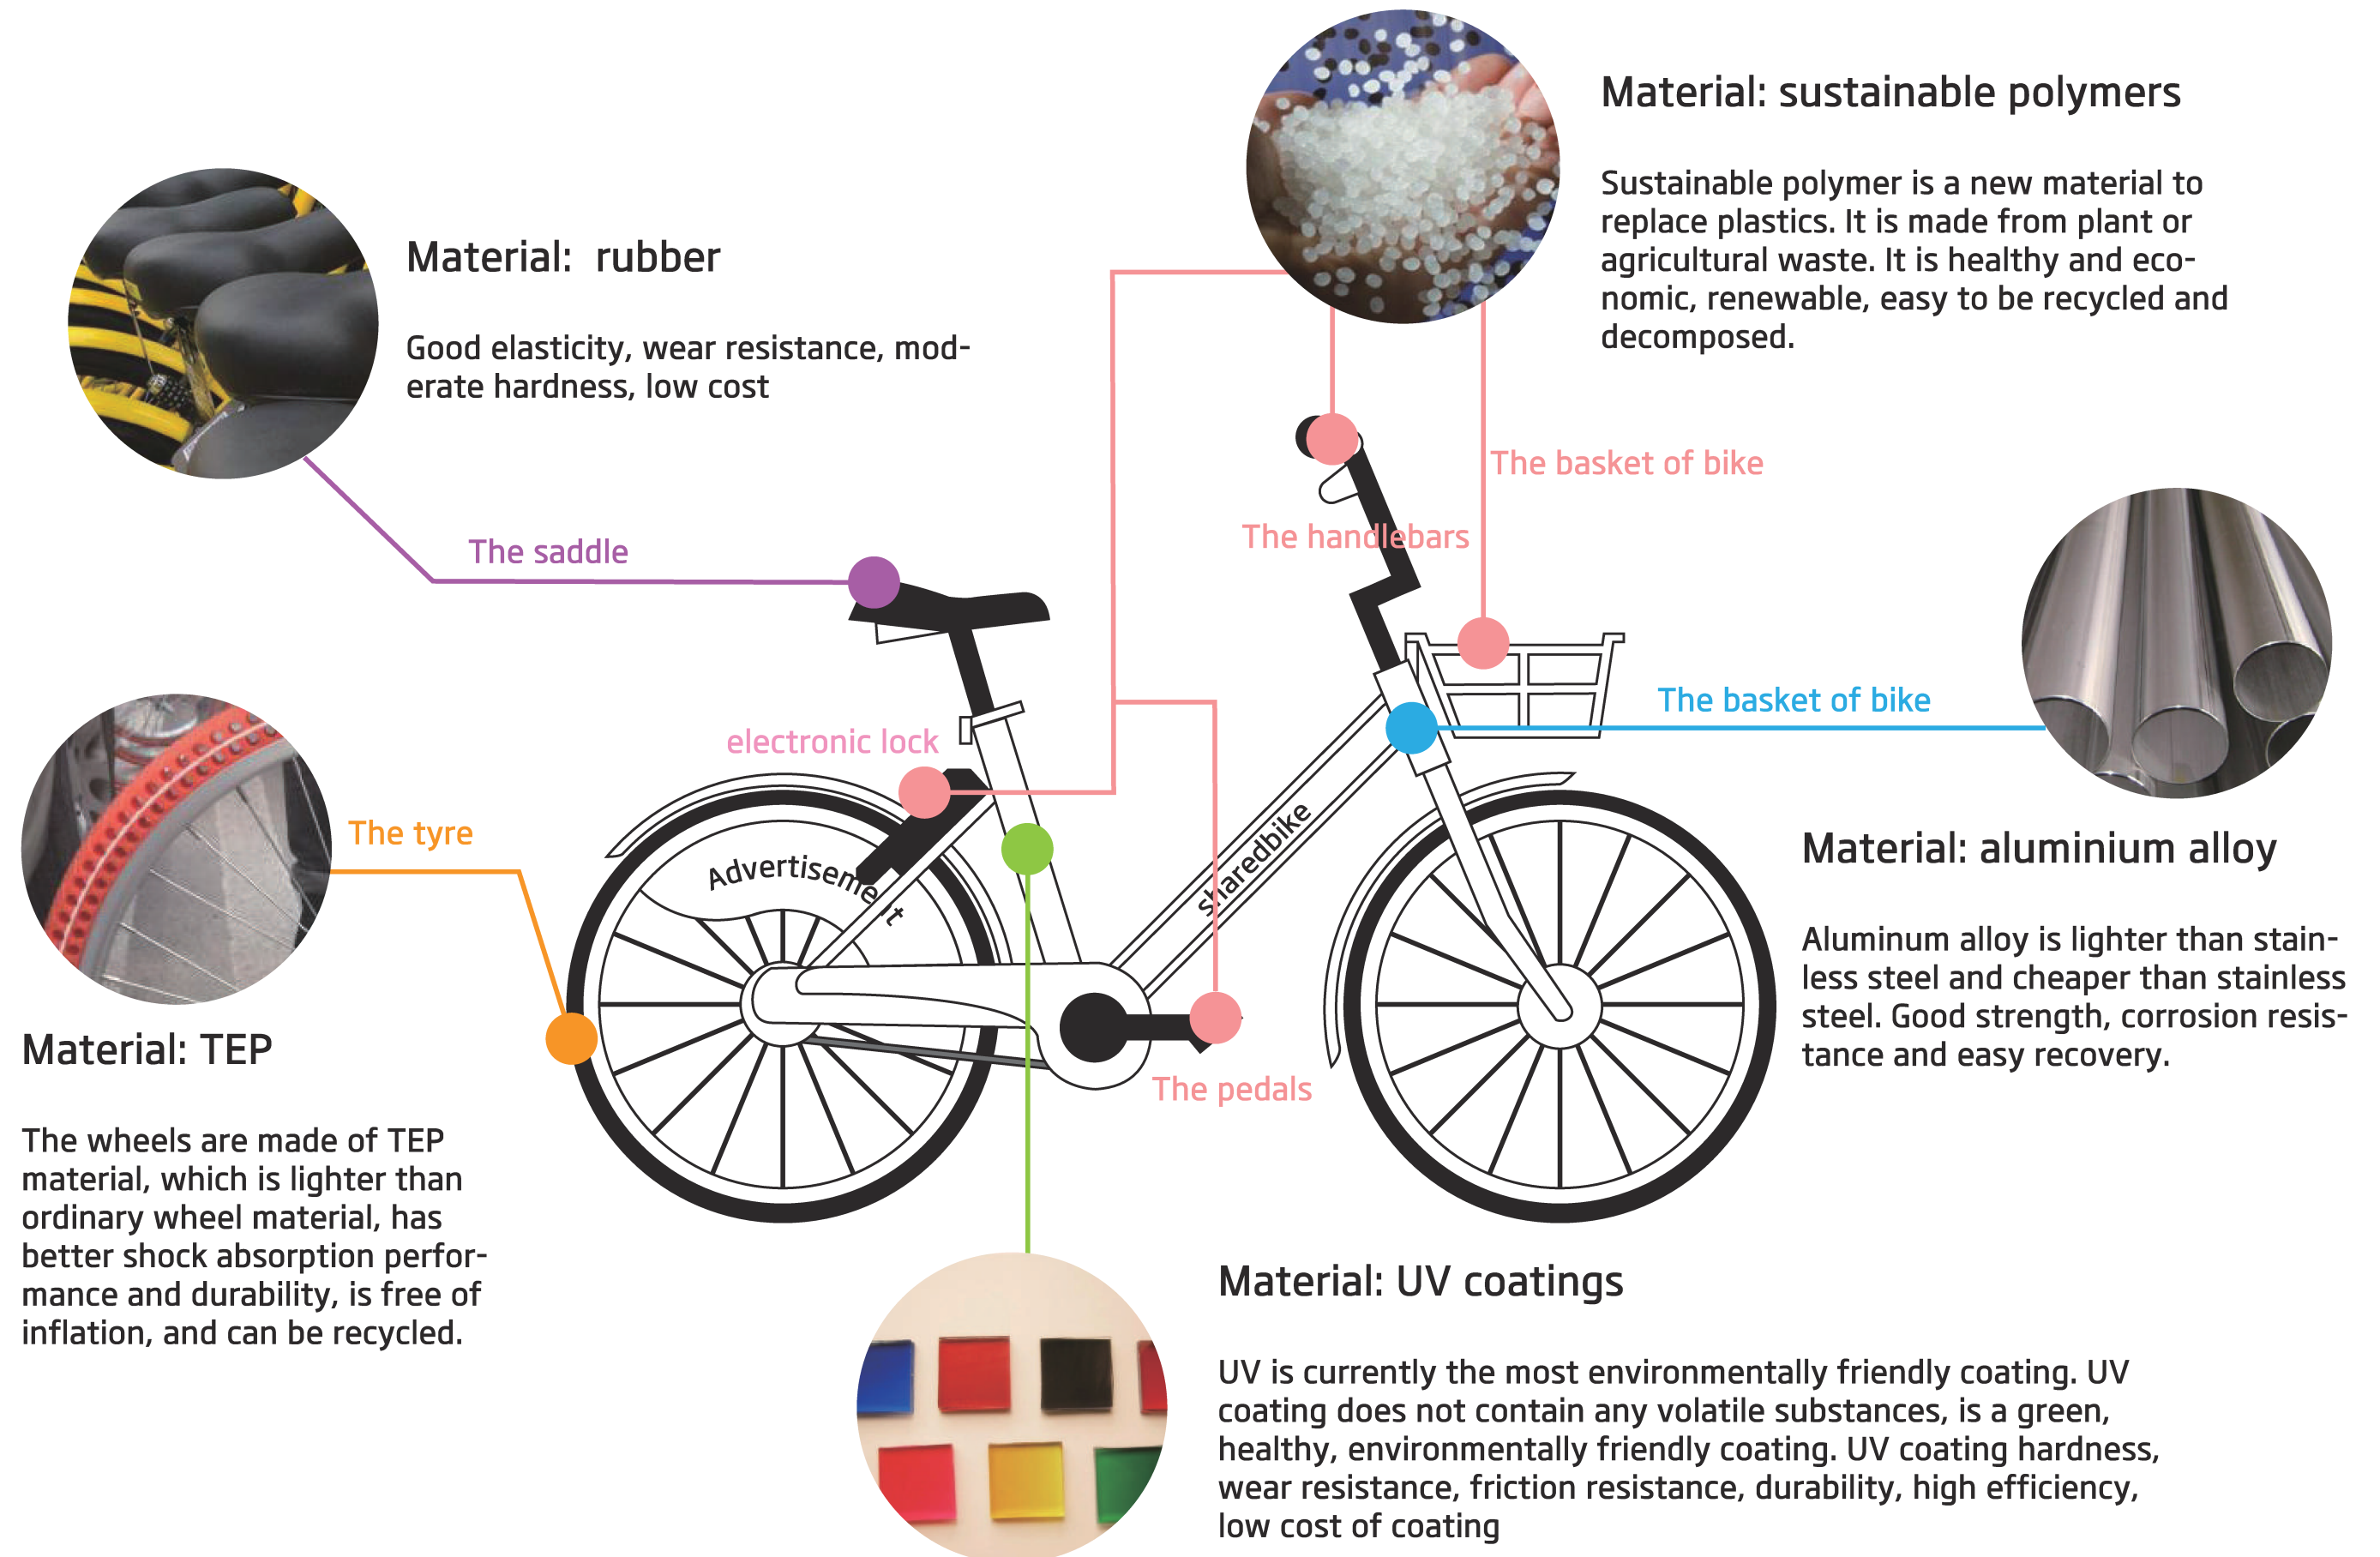 Material: sustainable polymers
Sustainable polymer is a new material to
replace plastics. It is made from plant or
agricultural waste. It is healthy and eco-
nomic, renewable, easy to be recycled and
decomposed.
Material: rubber
Good elasticity, wear resistance, mod-
erate hardness, low cost
The basket of bike
The handlebars
The saddle
The basket of bike
electronic lock
The tyre
Advertisement
sharedbike
Material: aluminium alloy
Aluminum alloy is lighter than stain-
less steel and cheaper than stainless
steel. Good strength, corrosion resis-
tance and easy recovery.
The pedals
Material: TEP
The wheels are made of TEP
material, which is lighter than
ordinary wheel material, has
better shock absorption perfor-
mance and durability, is free of
inflation, and can be recycled.
Material: UV coatings
UV is currently the most environmentally friendly coating. UV
coating does not contain any volatile substances, is a green,
healthy, environmentally friendly coating. UV coating hardness,
wear resistance, friction resistance, durability, high efficiency,
low cost of coating